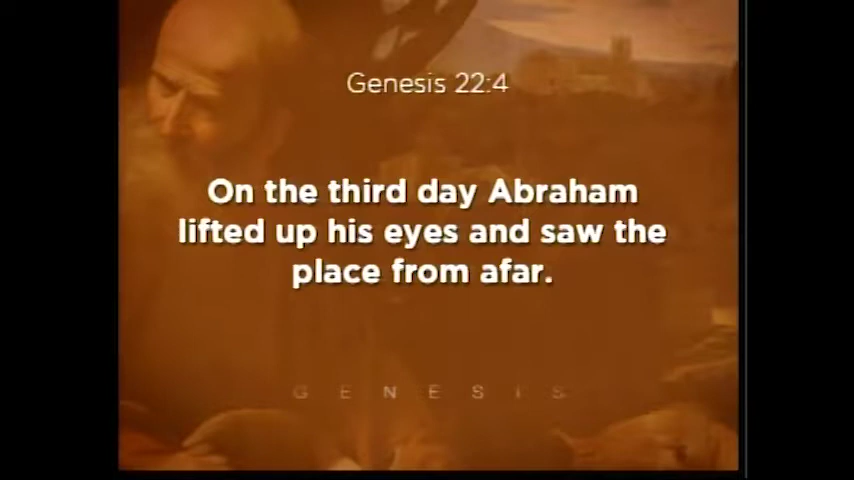 Genesis 22:4
On the third day Abraham
lifted up his eyes and saw the
place from afar.
GENESIS